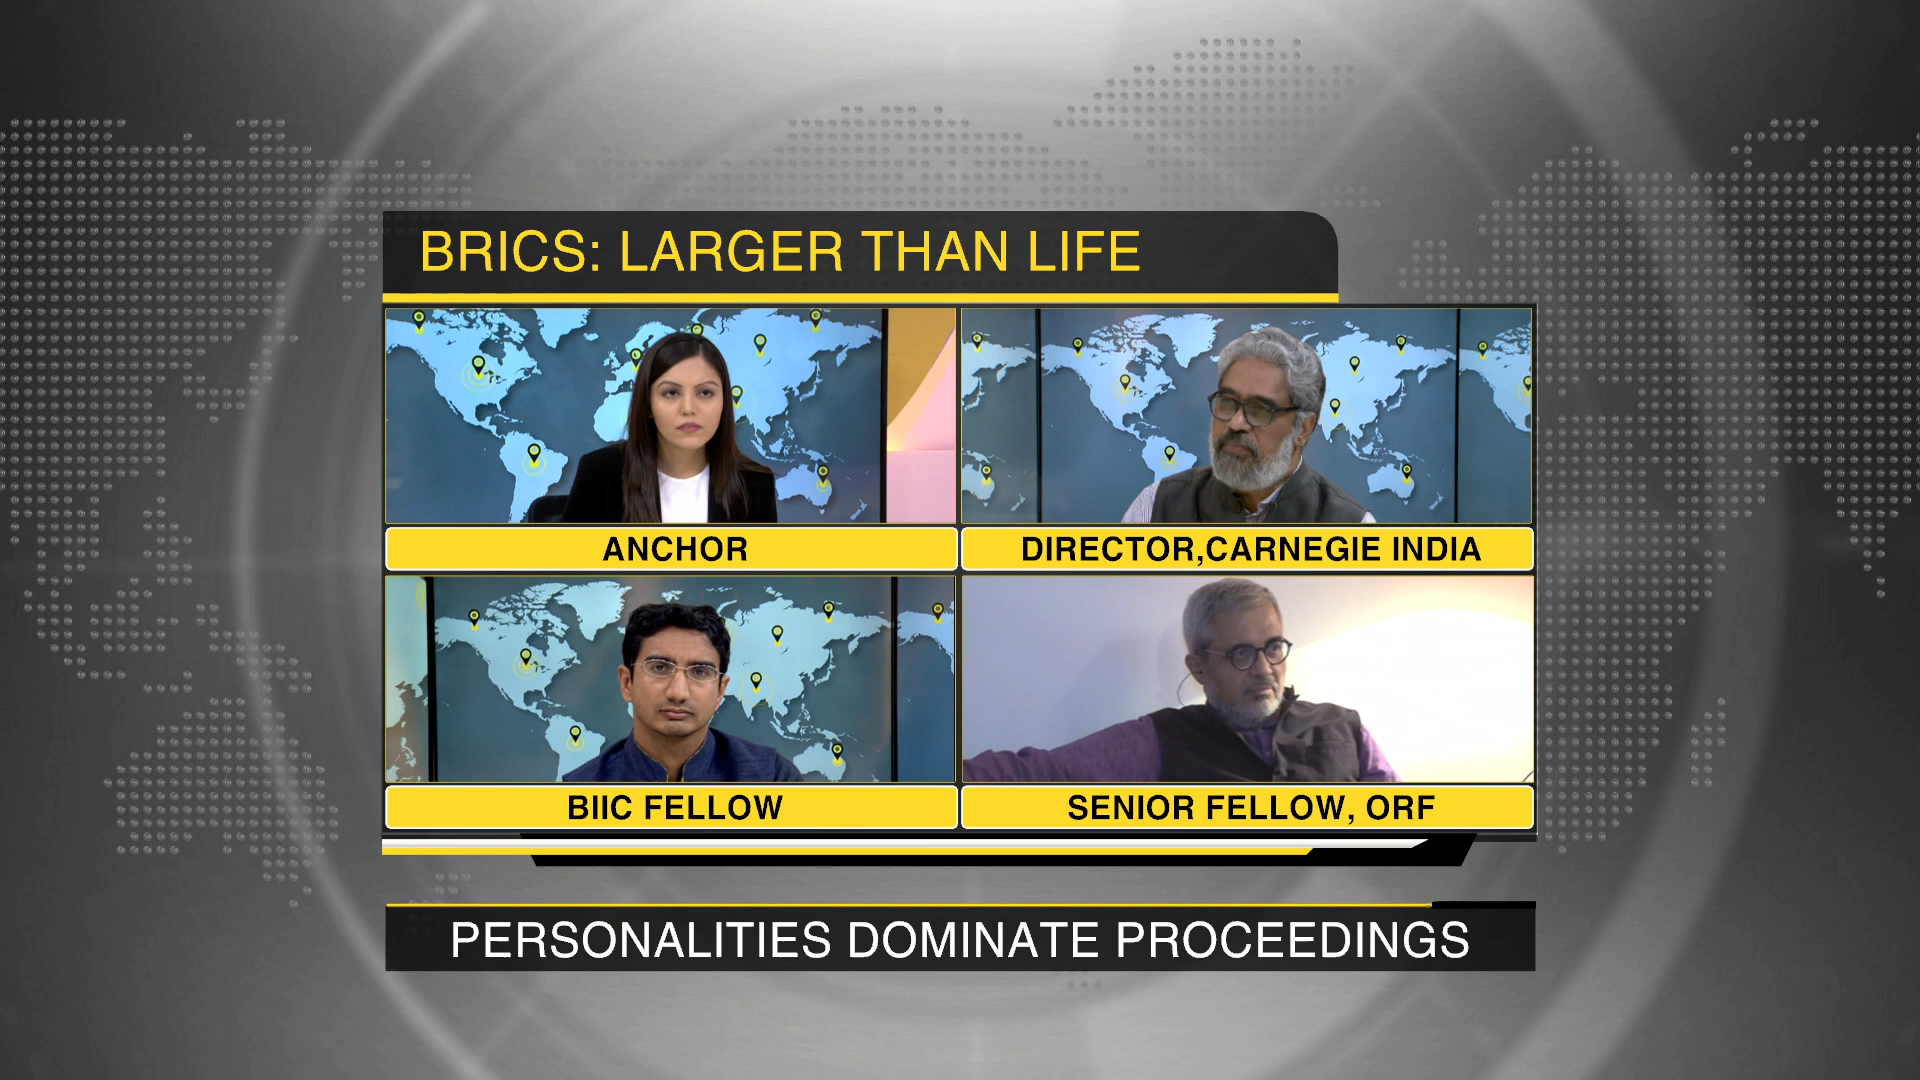 BRICS: LARGER THAN LIFE
ANCHOR
DIRECTOR,CARNEGIE INDIA
BIIC FELLOW
SENIOR FELLOW, ORF
PERSONALITIES DOMINATE PROCEEDINGS